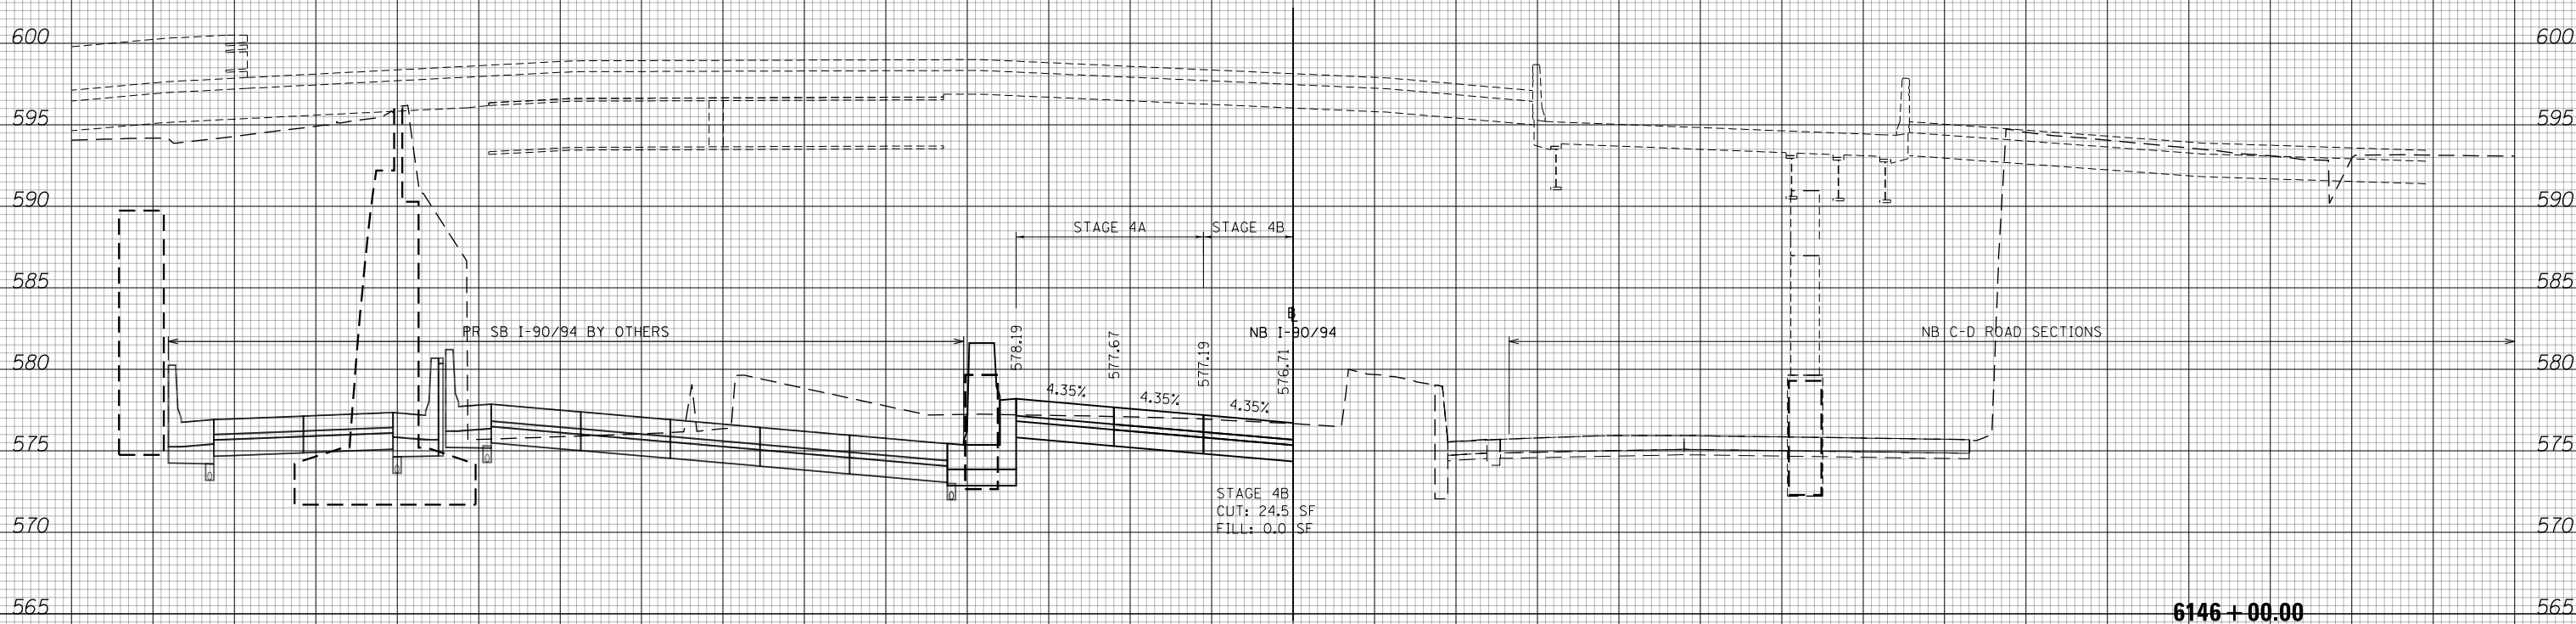 600 600
595 595
590 590
STAGE 4A STAGE 4B
585 585
℄
PR SB I-90/94 BY OTHERS NB I-90/94 NB C-D ROAD SECTIONS
578.19 577.67 577.19 576.71
580 580
4.35% 4.35% 4.35%
575 575
STAGE 4B
CUT: 24.5 SF
FILL: 0.0 SF
570 570
565 565
6146 + 00.00